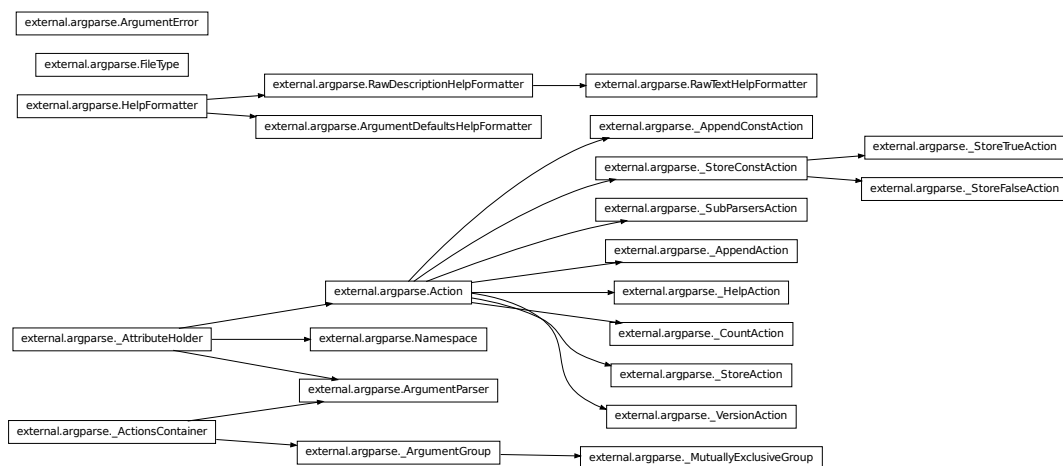 external.argparse.ArgumentError
external.argparse.FileType
external.argparse.HelpFormatter
external.argparse.RawDescriptionHelpFormatter
external.argparse.RawTextHelpFormatter
external.argparse.ArgumentDefaultsHelpFormatter
external.argparse._AppendConstAction
external.argparse._StoreConstAction
external.argparse._StoreTrueAction
external.argparse._StoreFalseAction
external.argparse._SubParsersAction
external.argparse._AppendAction
external.argparse.Action
external.argparse._HelpAction
external.argparse._CountAction
external.argparse._AttributeHolder
external.argparse.Namespace
external.argparse._StoreAction
external.argparse.ArgumentParser
external.argparse._VersionAction
external.argparse._ActionsContainer
external.argparse._ArgumentGroup
external.argparse._MutuallyExclusiveGroup